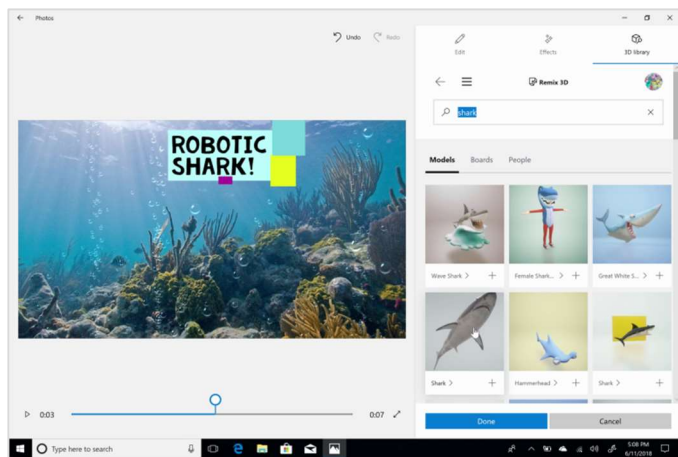 Photos
Undo Redo
Edit Effects 3D library
Remix 3D
shark
ROBOTIC
SHARK!
Models Boards People
Wave Shark Female Shark... Great White S...
Shark Hammerhead Shark
0:03 0:07
Done Cancel
Type here to search
5:08 PM
6/11/2018